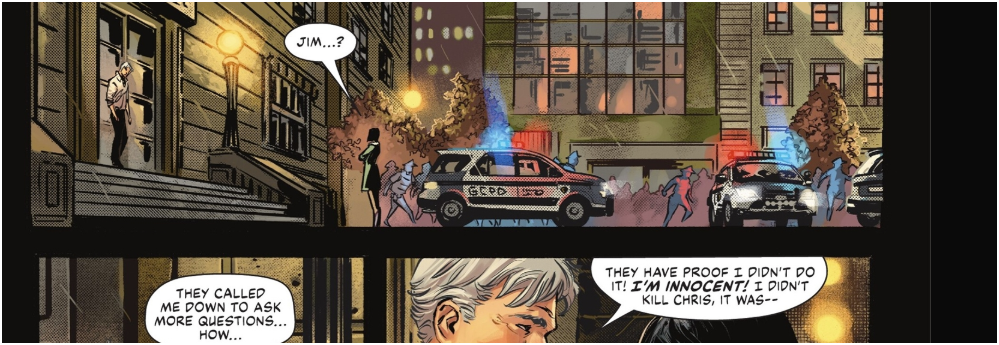 JIM...?
GCPD
THEY CALLED
ME DOWN TO ASK
MORE QUESTIONS...
HOW...
THEY HAVE PROOF I DIDN'T DO
IT! I'M INNOCENT! I DIDN'T
KILL CHRIS, IT WAS--